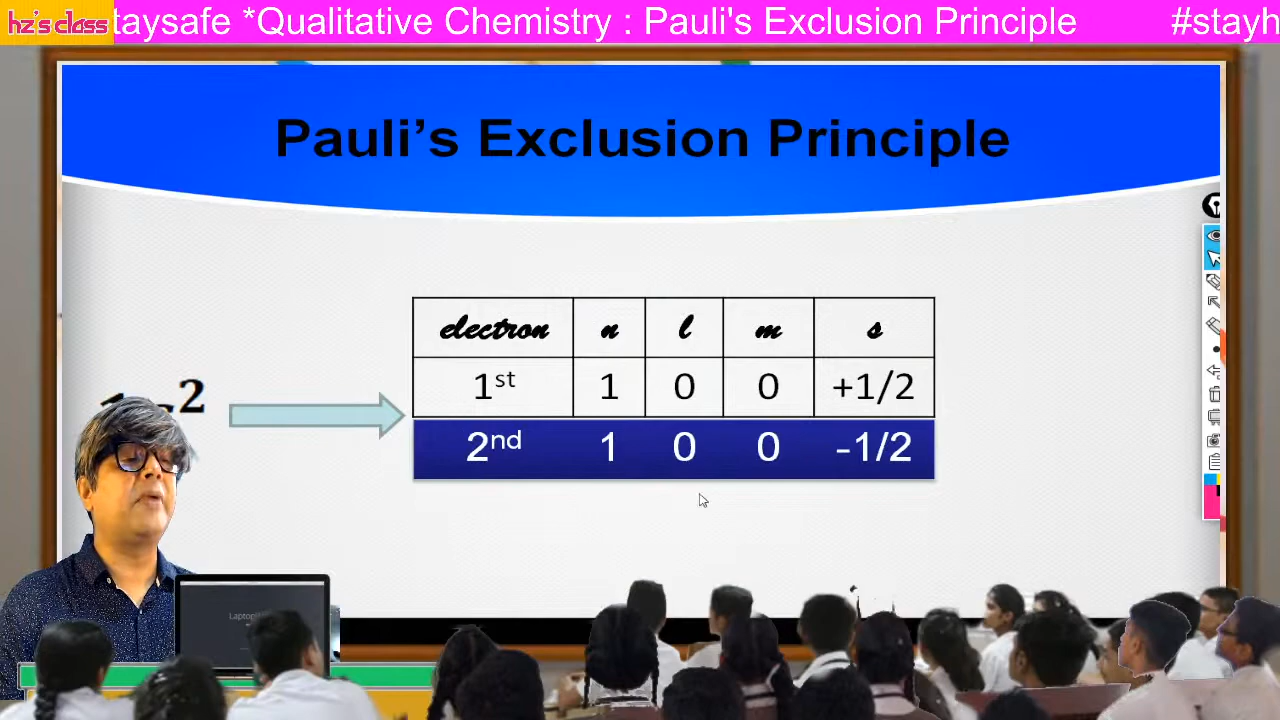 hz's class
taysafe *Qualitative Chemistry : Pauli's Exclusion Principle #stayh
Pauli’s Exclusion Principle
electron n l m s
1st 1 0 0 +1/2
2
2nd 1 0 0 -1/2